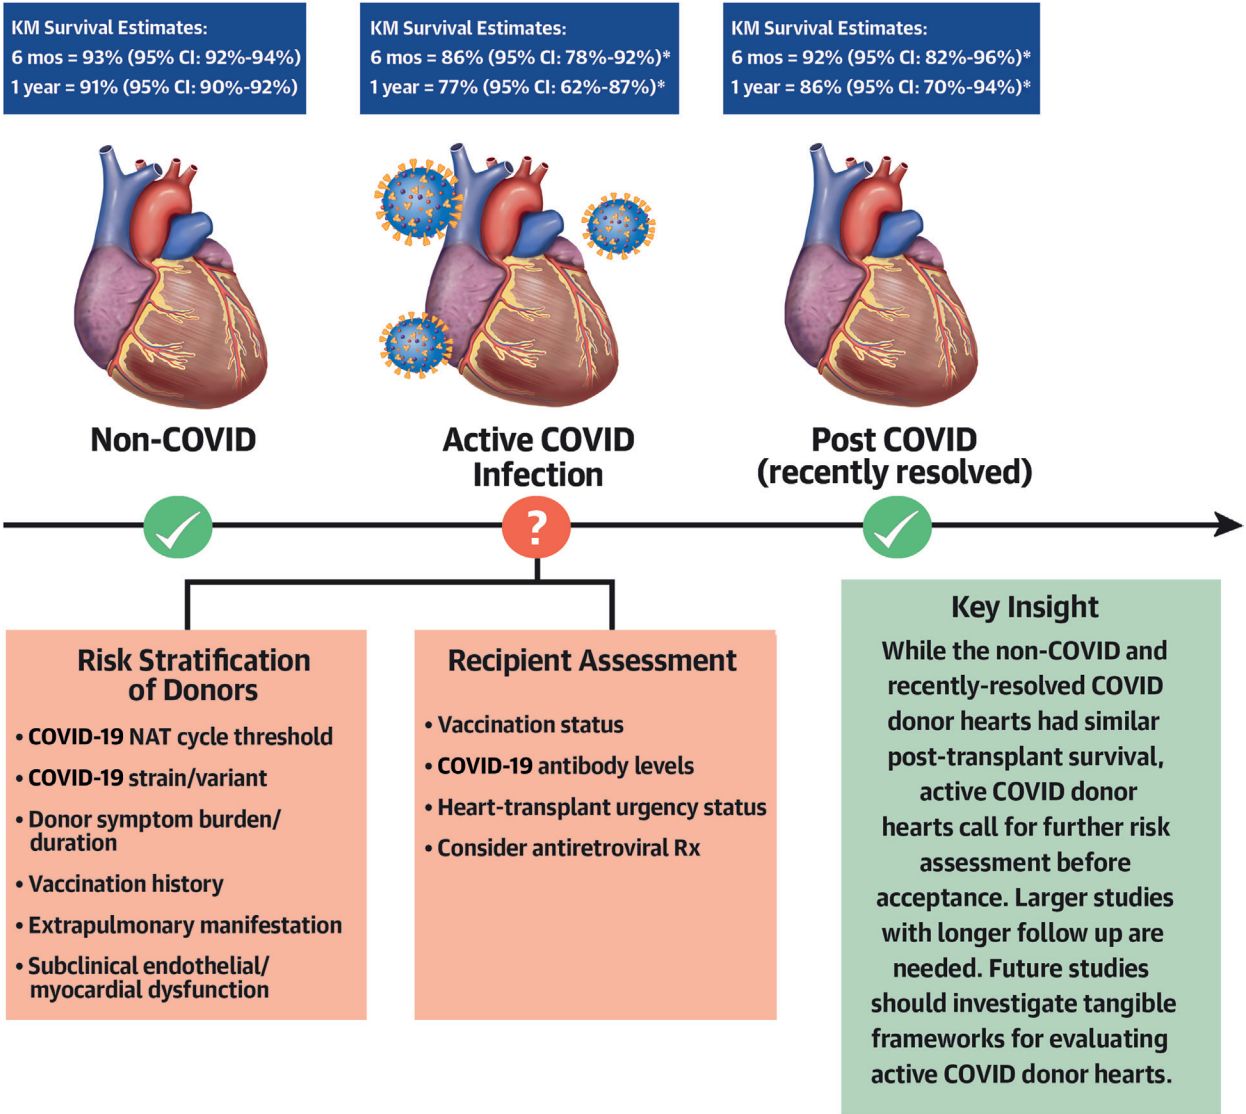 KM Survival Estimates:
6 mos = 93% (95% CI: 92%-94%)
1 year = 91% (95% CI: 90%-92%)
KM Survival Estimates:
6 mos = 86% (95% CI: 78%-92%)*
1 year = 77% (95% CI: 62%-87%)*
KM Survival Estimates:
6 mos = 92% (95% CI: 82%-96%)*
1 year = 86% (95% CI: 70%-94%)*
Non-COVID
Active COVID
Infection
Post COVID
(recently resolved)
?
Risk Stratification
of Donors
• COVID-19 NAT cycle threshold
• COVID-19 strain/variant
• Donor symptom burden/
duration
• Vaccination history
• Extrapulmonary manifestation
• Subclinical endothelial/
myocardial dysfunction
Recipient Assessment
• Vaccination status
• COVID-19 antibody levels
• Heart-transplant urgency status
• Consider antiretroviral Rx
Key Insight
While the non-COVID and
recently-resolved COVID
donor hearts had similar
post-transplant survival,
active COVID donor
hearts call for further risk
assessment before
acceptance. Larger studies
with longer follow up are
needed. Future studies
should investigate tangible
frameworks for evaluating
active COVID donor hearts.